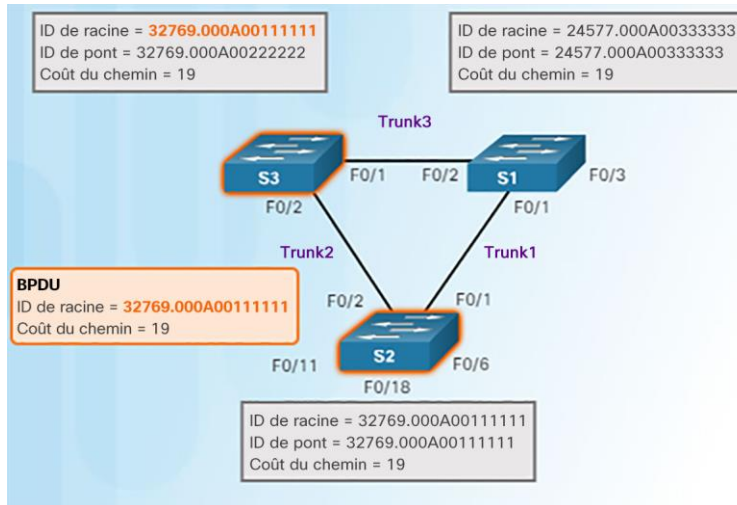 ID de racine = 32769.000A00111111
ID de pont = 32769.000A00222222
Coût du chemin = 19
ID de racine = 24577.000A00333333
ID de pont = 24577.000A00333333
Coût du chemin = 19
Trunk3
S3
F0/1
F0/2
S1
F0/3
F0/2
F0/1
Trunk2
Trunk1
BPDU
ID de racine = 32769.000A00111111
Coût du chemin = 19
F0/2
F0/1
S2
F0/11
F0/6
F0/18
ID de racine = 32769.000A00111111
ID de pont = 32769.000A00111111
Coût du chemin = 19